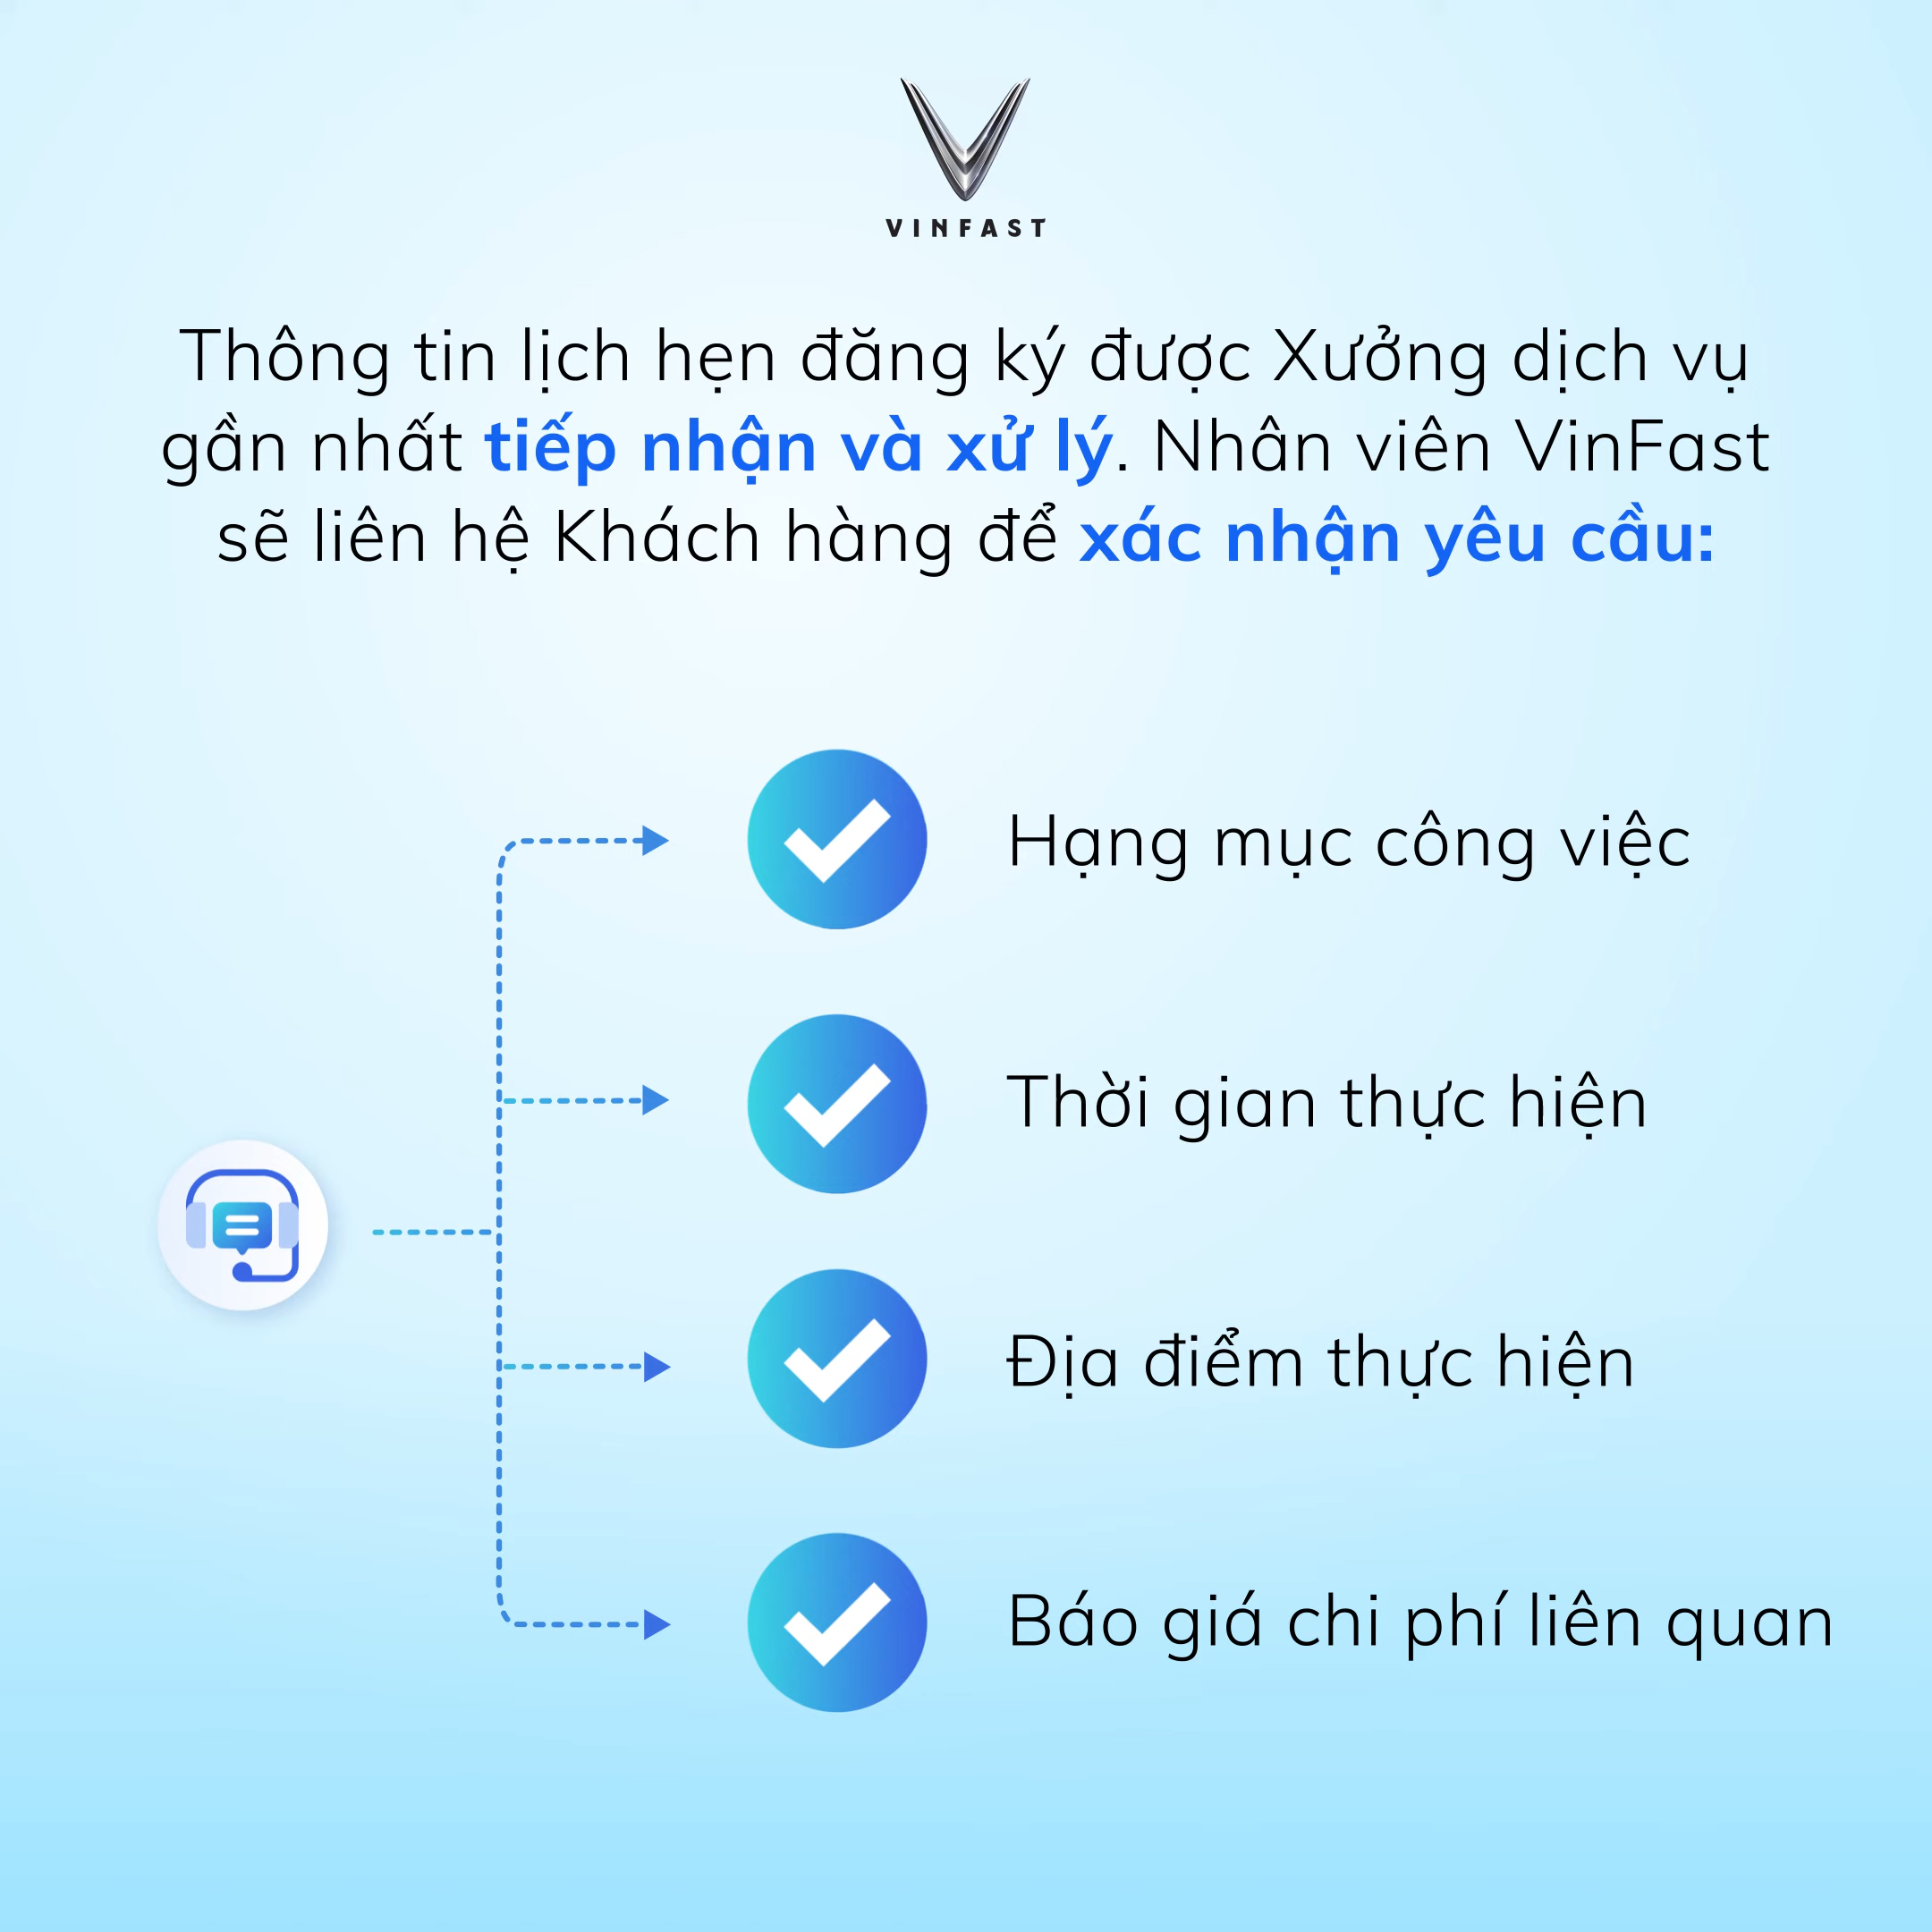 VINFAST
Thông tin lịch hẹn đăng ký được Xưởng dịch vụ
gần nhất tiếp nhận và xử lý. Nhân viên VinFast
sẽ liên hệ Khách hàng để xác nhận yêu cầu:
Hạng mục công việc
Thời gian thực hiện
Địa điểm thực hiện
Báo giá chi phí liên quan